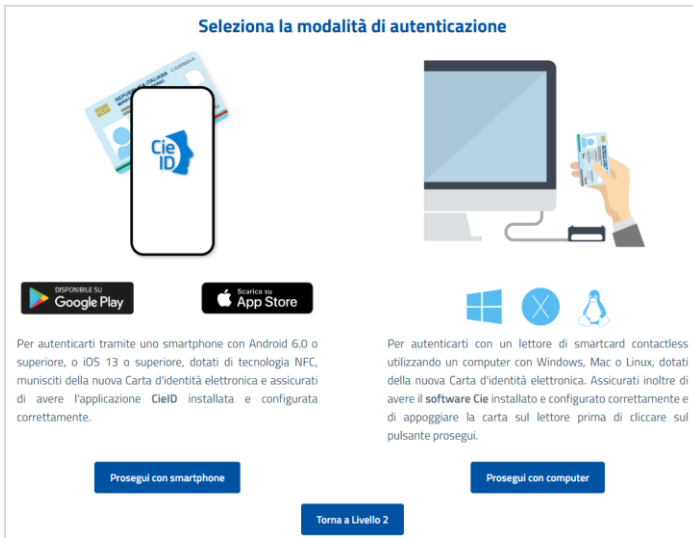 Seleziona la modalità di autenticazione
REPUBBLICA ITALIANA
Cie
ID
DISPONIBILE SU
Google Play
Scarica su
App Store
Per autenticarti tramite uno smartphone con Android 6.0 o
superiore, o iOS 13 o superiore, dotati di tecnologia NFC,
munisciti della nuova Carta d'identità elettronica e assicurati
di avere l'applicazione CieID installata e configurata
correttamente.
Prosegui con smartphone
Per autenticarti con un lettore di smartcard contactless
utilizzando un computer con Windows, Mac o Linux, dotati
della nuova Carta d'identità elettronica. Assicurati inoltre di
avere il software Cie installato e configurato correttamente e
di appoggiare la carta sul lettore prima di cliccare sul
pulsante prosegui.
Prosegui con computer
Torna a Livello 2